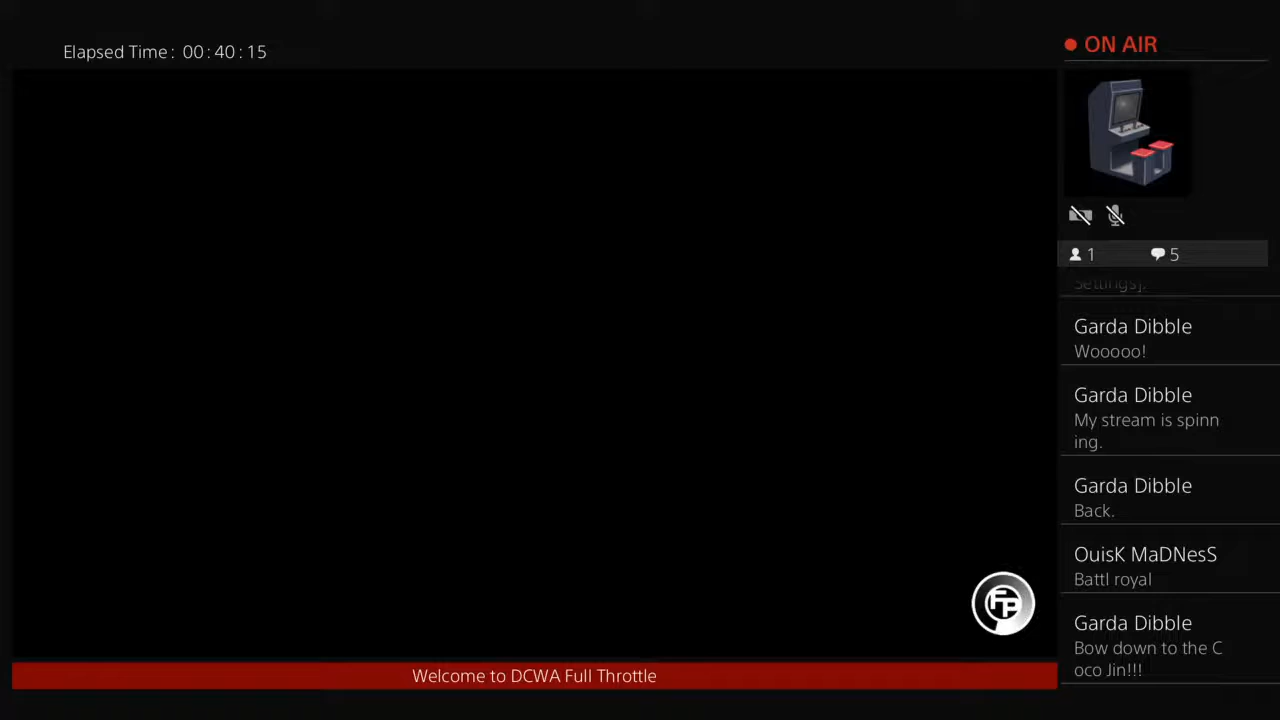 Elapsed Time: 00:40:15
ON AIR
1 5
Settings].
Garda Dibble
Wooooo!
Garda Dibble
My stream is spinn
ing.
Garda Dibble
Back.
OuisK MaDNesS
Battl royal
Garda Dibble
Bow down to the C
oco Jin!!!
Welcome to DCWA Full Throttle